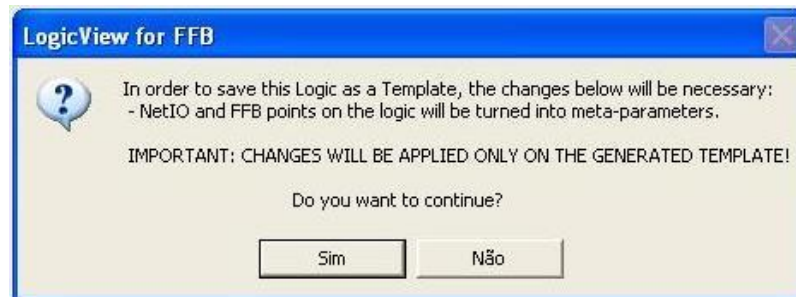 LogicView for FFB
In order to save this Logic as a Template, the changes below will be necessary:
- NetIO and FFB points on the logic will be turned into meta-parameters.
IMPORTANT: CHANGES WILL BE APPLIED ONLY ON THE GENERATED TEMPLATE!
Do you want to continue?
Sim Não